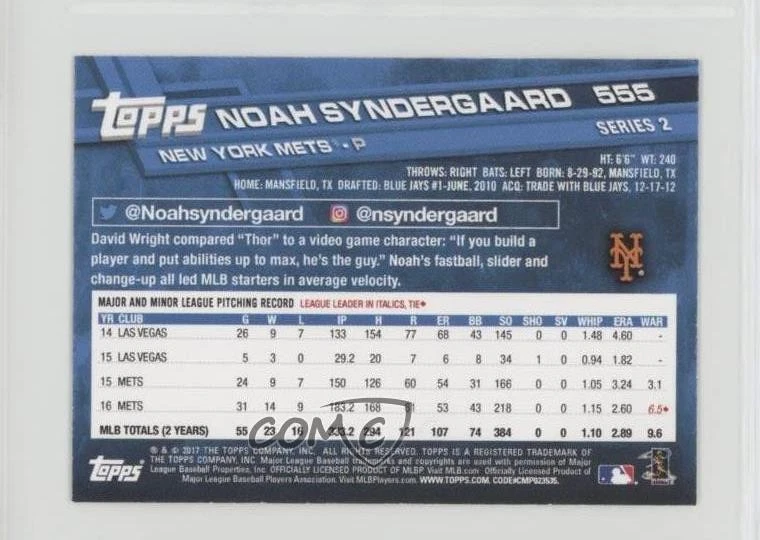 TOPPS NOAH SYNDERGAARD 555
NEW YORK METS • P SERIES 2
HT: 6'6" WT: 240
THROWS: RIGHT BATS: LEFT BORN: 8-29-92, MANSFIELD, TX
HOME: MANSFIELD, TX DRAFTED: BLUE JAYS #1-JUNE, 2010 ACQ: TRADE WITH BLUE JAYS, 12-17-12
@Noahsyndergaard @nsyndergaard
David Wright compared "Thor" to a video game character: "If you build a
player and put abilities up to max, he's the guy." Noah's fastball, slider and
change-up all led MLB starters in average velocity.
NY
MAJOR AND MINOR LEAGUE PITCHING RECORD LEAGUE LEADER IN ITALICS, TIE♦
YR CLUB G W L IP H R ER BB SO SHO SV WHIP ERA WAR
14 LAS VEGAS 26 9 7 133 154 77 68 43 145 0 0 1.48 4.60 -
15 LAS VEGAS 5 3 0 29.2 20 7 6 8 34 1 0 0.94 1.82 -
15 METS 24 9 7 150 126 60 54 31 166 0 0 1.05 3.24 3.1
16 METS 31 14 9 183.2 168 53 43 218 0 0 1.15 2.60 6.5♦
MLB TOTALS (2 YEARS) 55 23 16 333.2 294 121 107 74 384 0 0 1.10 2.89 9.6
COMC
® & © 2017 THE TOPPS COMPANY, INC. ALL RIGHTS RESERVED. TOPPS IS A REGISTERED TRADEMARK OF
THE TOPPS COMPANY, INC. Major League Baseball trademarks and copyrights are used with permission of Major
League Baseball Properties, Inc. OFFICIALLY LICENSED PRODUCT OF MLBP Visit MLB.com Officially Licensed Product of
Major League Baseball Players Association. Visit MLBPlayers.com. WWW.TOPPS.COM. CODE#CMP023535.
TOPPS